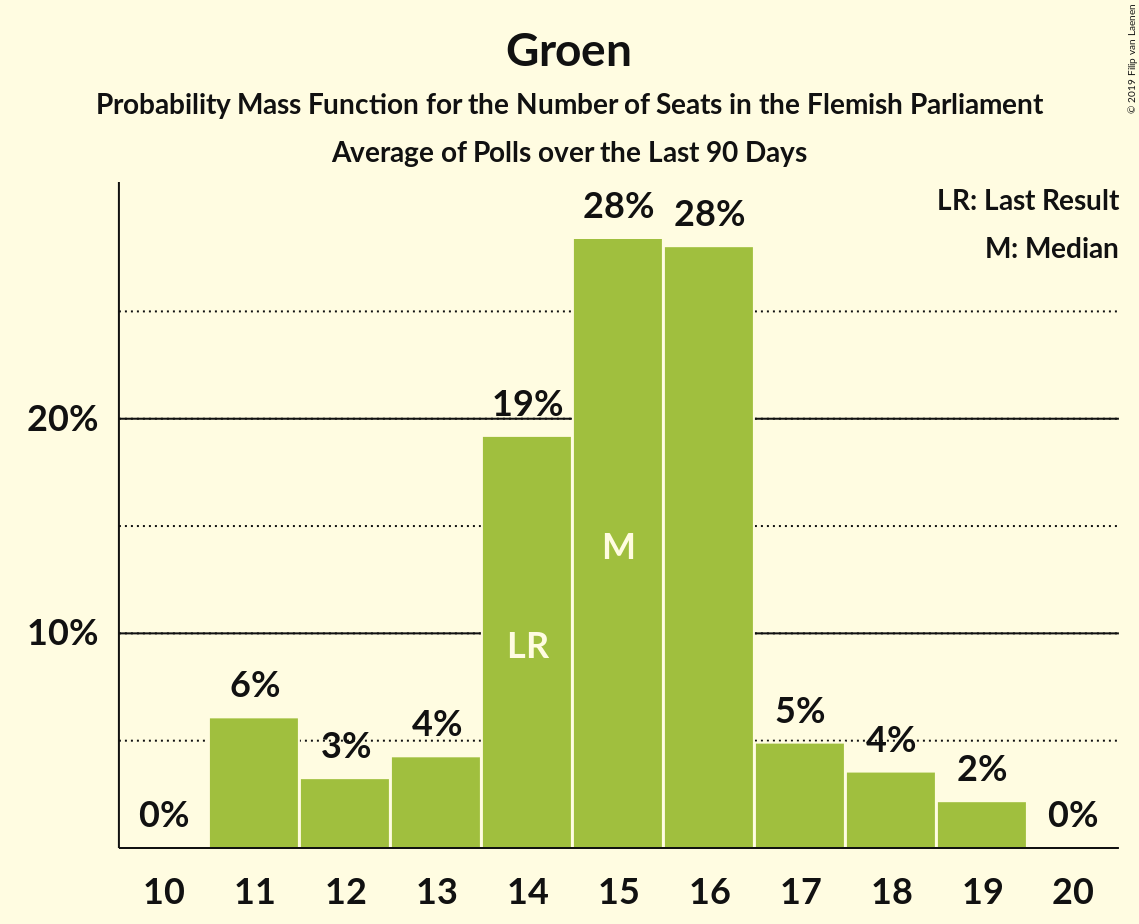 Groen
Probability Mass Function for the Number of Seats in the Flemish Parliament
Average of Polls over the Last 90 Days
© 2019 Filip van Laenen
LR: Last Result
M: Median
28%
28%
20%
19%
M
10%
LR
6%
3%
4%
5%
4%
2%
0%
0%
10 11 12 13 14 15 16 17 18 19 20